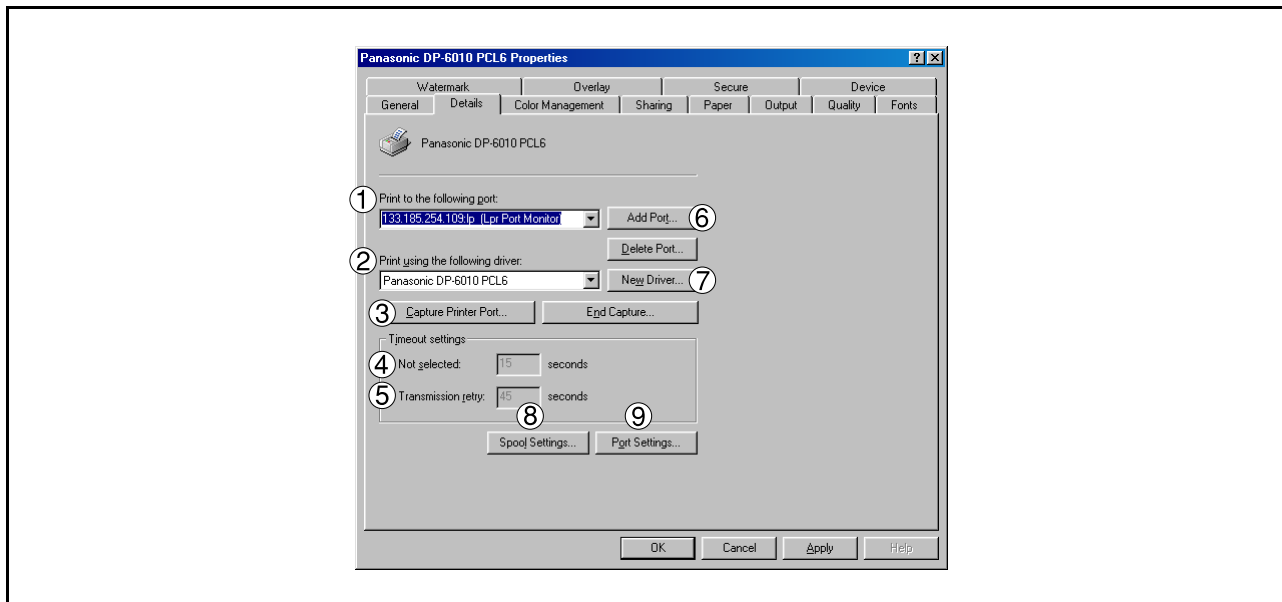 Panasonic DP-6010 PCL6 Properties
Watermark Overlay Secure Device
General Details Color Management Sharing Paper Output Quality Fonts
Panasonic DP-6010 PCL6
① Print to the following port:
133.185.254.109:lp (Lpr Port Monitor) Add Port... ⑥
Delete Port...
② Print using the following driver:
Panasonic DP-6010 PCL6 New Driver... ⑦
③ Capture Printer Port... End Capture...
Timeout settings
④ Not selected: 15 seconds
⑤ Transmission retry: 45 seconds
⑧ ⑨
Spool Settings... Port Settings...
OK Cancel Apply Help